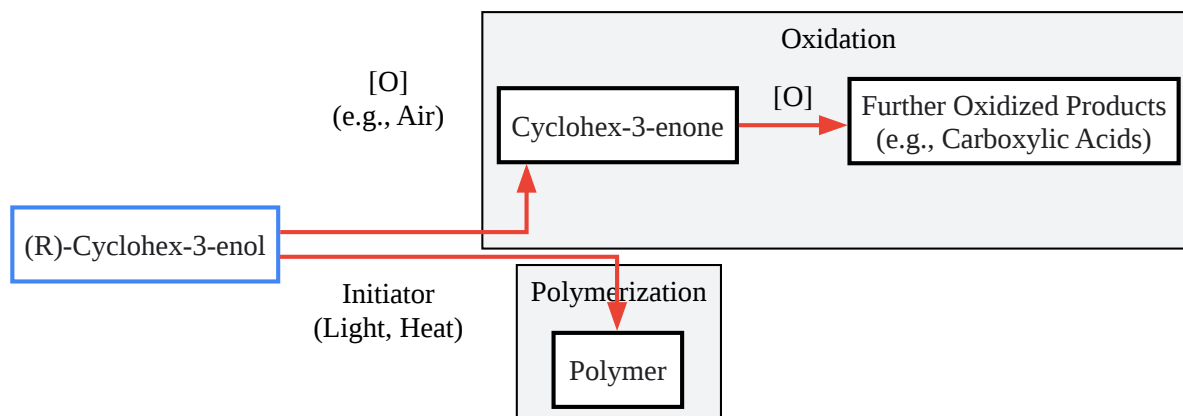 Oxidation
[O]
(e.g., Air)
Cyclohex-3-enone
[O]
Further Oxidized Products
(e.g., Carboxylic Acids)
(R)-Cyclohex-3-enol
Initiator
(Light, Heat)
Polymerization
Polymer